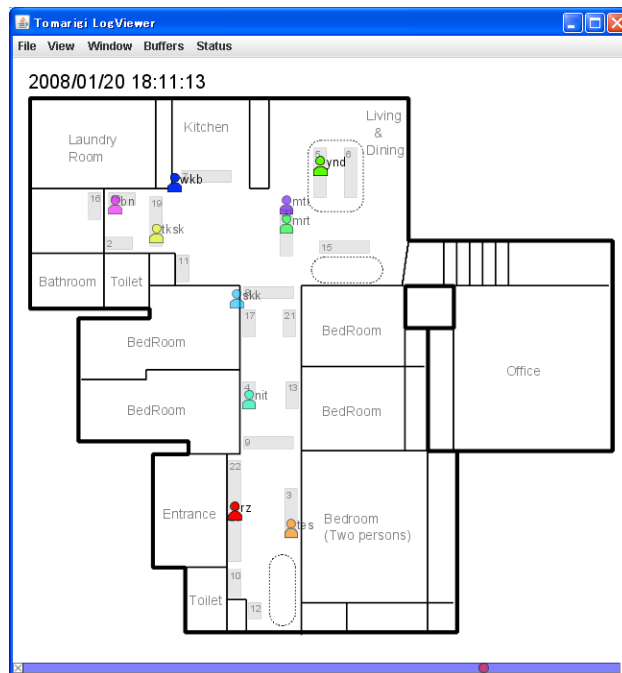 Tomarigi LogViewer
File View Window Buffers Status
2008/01/20 18:11:13
Living
&
Dining
Kitchen
Laundry
Room
5
6
ynd
wkb
16
19
mrt
tksk
2
15
11
Bathroom
Toilet
skk
17
21
BedRoom
BedRoom
Office
4
13
nit
BedRoom
BedRoom
9
22
3
rz
tes
Entrance
Bedroom
(Two persons)
10
12
Toilet